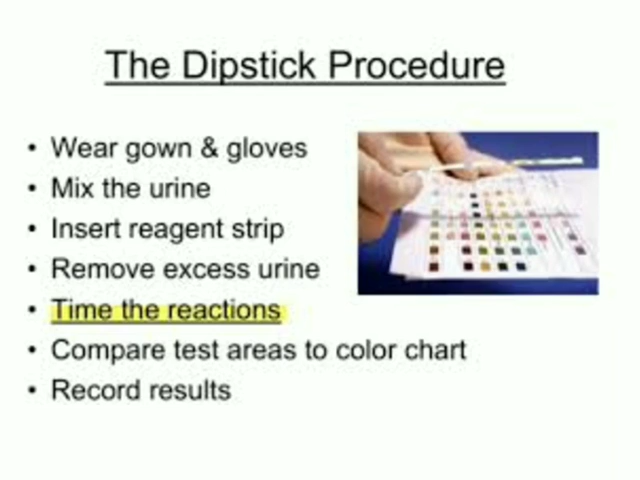 The Dipstick Procedure
• Wear gown & gloves
• Mix the urine
• Insert reagent strip
• Remove excess urine
• Time the reactions
• Compare test areas to color chart
• Record results